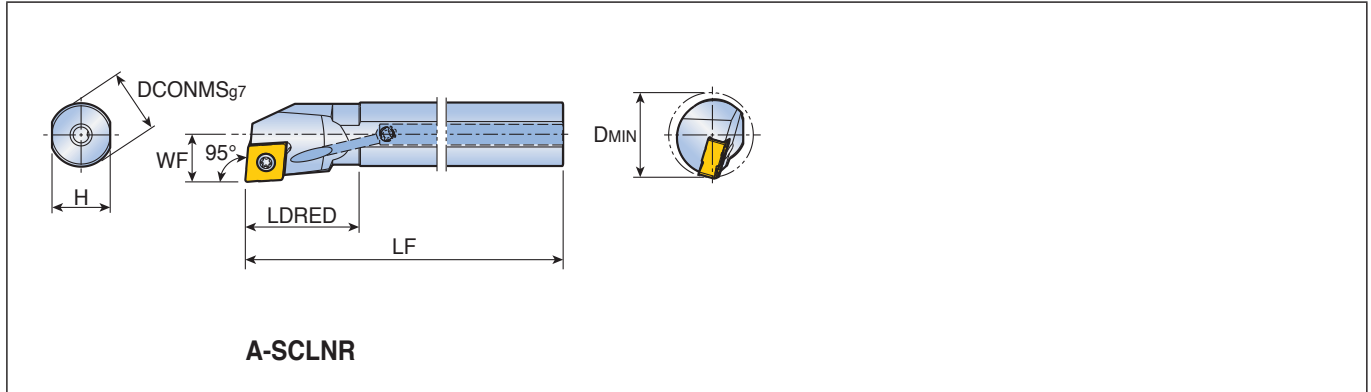 DCONMSg7
DMIN
WF
95°
H
LDRED
LF
A-SCLNR